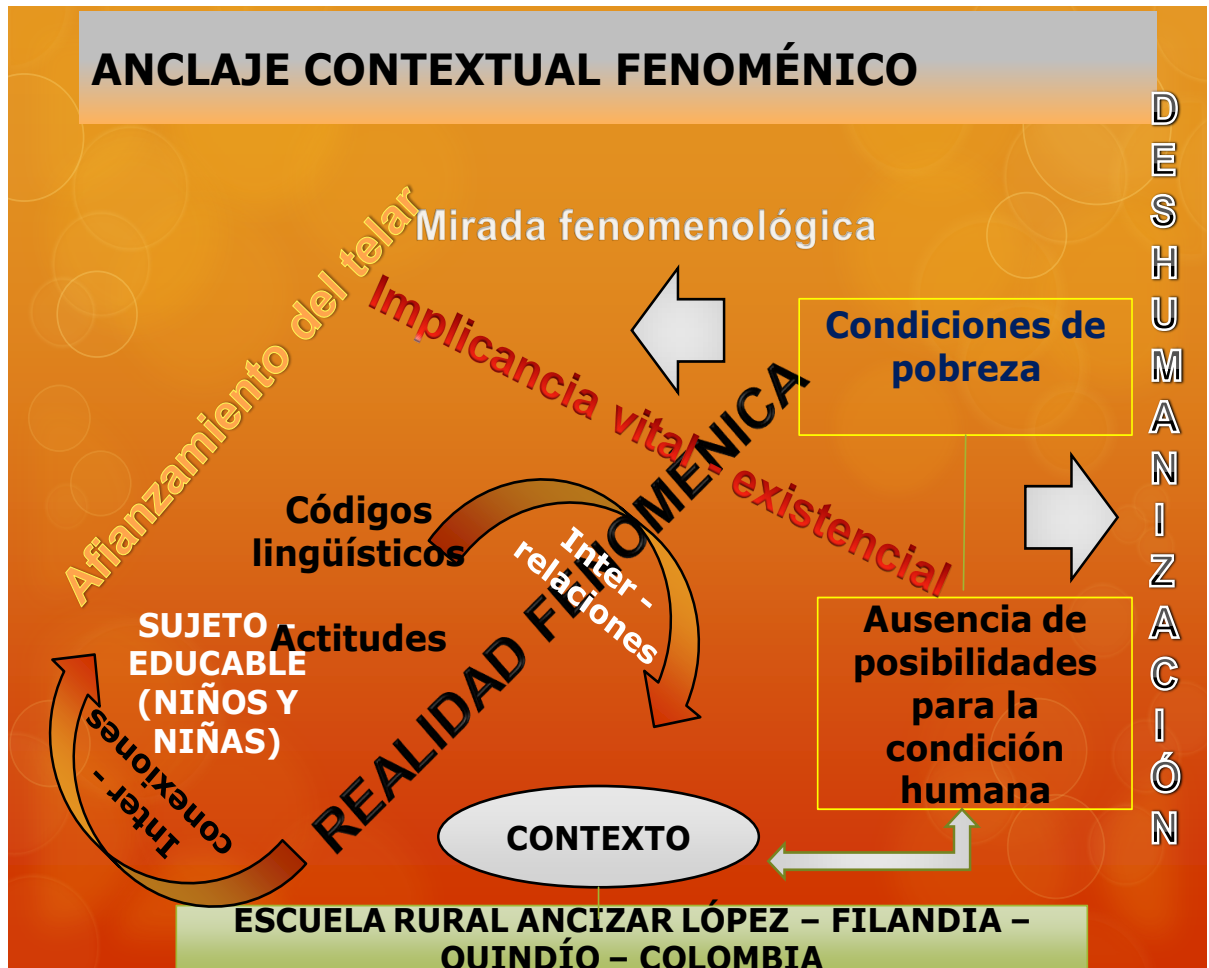 ANCLAJE CONTEXTUAL FENOMÉNICO
DESHUMANIZACIÓN
Afianzamiento del telar
Mirada fenomenológica
Implicancia vital - existencial
Condiciones de
pobreza
REALIDAD FENOMÉNICA
Códigos
lingüísticos
Inter -
relaciones
Actitudes
SUJETO –
EDUCABLE
(NIÑOS Y
NIÑAS)
Inter -
conexiones
Ausencia de
posibilidades
para la
condición
humana
CONTEXTO
ESCUELA RURAL ANCIZAR LÓPEZ – FILANDIA –
QUINDÍO – COLOMBIA